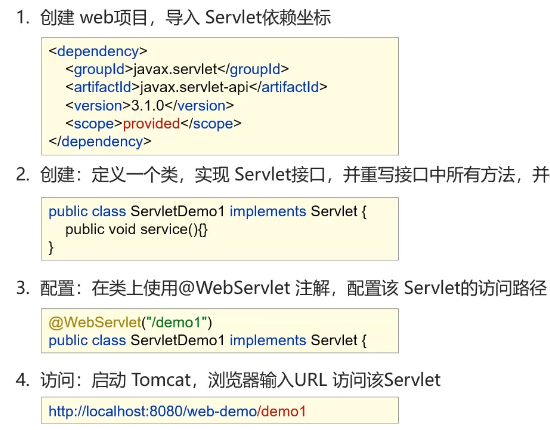 1. 创建 web项目，导入 Servlet依赖坐标
<dependency>
<groupId>javax.servlet</groupId>
<artifactId>javax.servlet-api</artifactId>
<version>3.1.0</version>
<scope>provided</scope>
</dependency>
2. 创建：定义一个类，实现 Servlet接口，并重写接口中所有方法，并
public class ServletDemo1 implements Servlet {
public void service(){}
}
3. 配置：在类上使用@WebServlet 注解，配置该 Servlet的访问路径
@WebServlet("/demo1")
public class ServletDemo1 implements Servlet {
4. 访问：启动 Tomcat，浏览器输入URL 访问该Servlet
http://localhost:8080/web-demo/demo1